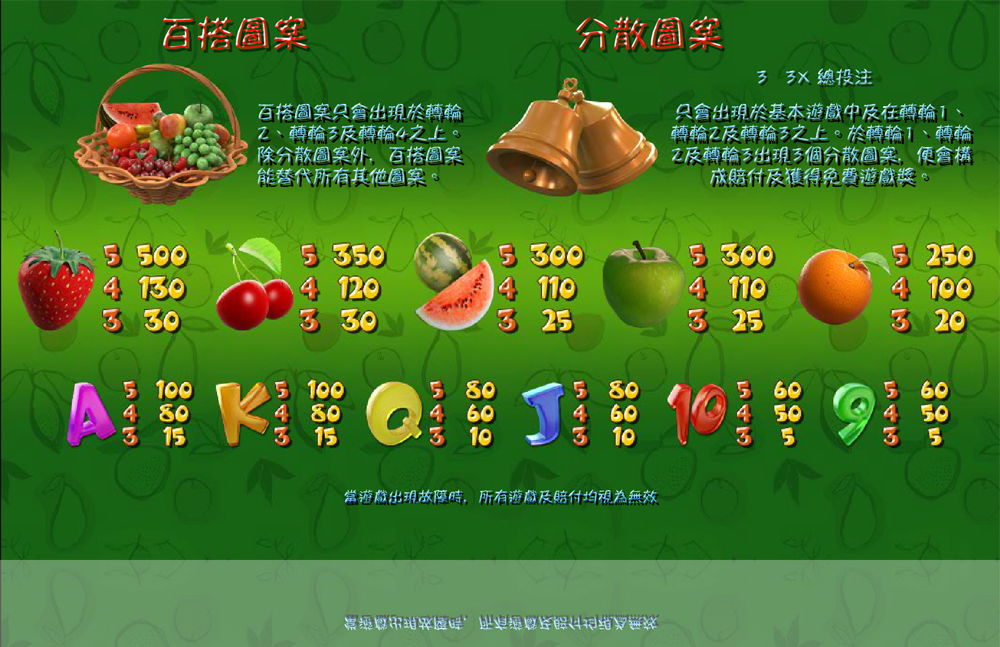 百搭圖案
百搭圖案只會出現於轉輪
2、轉輪3及轉輪4之上。
除分散圖案外，百搭圖案
能替代所有其他圖案。
分散圖案
3 3X 總投注
只會出現於基本遊戲中及在轉輪1、
轉輪2及轉輪3之上。於轉輪1、轉輪
2及轉輪3出現3個分散圖案，便會構
成賠付及獲得免費遊戲獎。
5 500
4 130
3 30
5 350
4 120
3 30
5 300
4 110
3 25
5 300
4 110
3 25
5 250
4 100
3 20
A
5 100
4 80
3 15
K
5 100
4 80
3 15
Q
5 80
4 60
3 10
J
5 80
4 60
3 10
10
5 60
4 50
3 5
9
5 60
4 50
3 5
當遊戲出現故障時，所有遊戲及賠付均視為無效